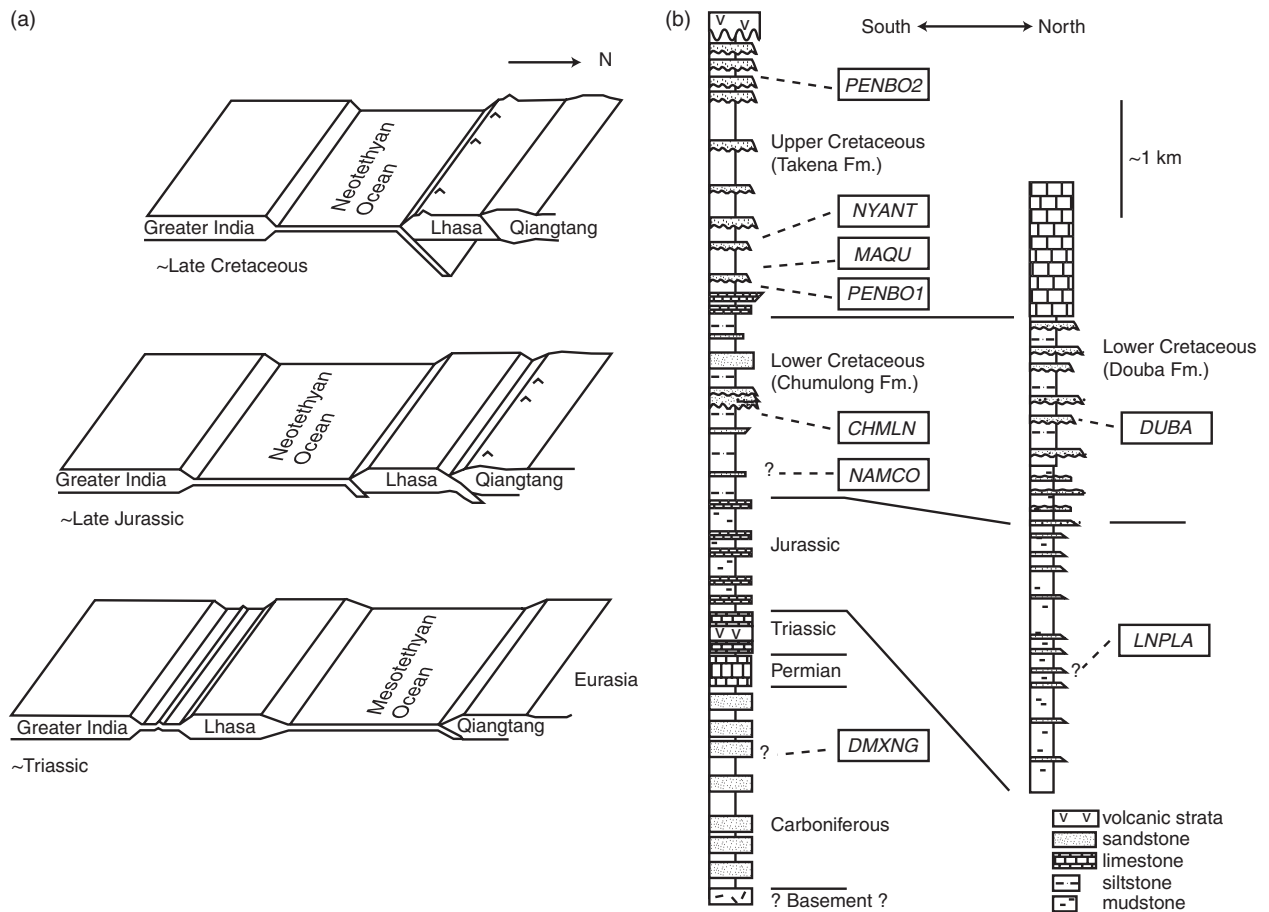 (a)
N
Neotethyan
Ocean
Greater India
Lhasa
Qiangtang
~Late Cretaceous
Neotethyan
Ocean
Greater India
Lhasa
Qiangtang
~Late Jurassic
Mesotethyan
Ocean
Eurasia
Greater India
Lhasa
Qiangtang
~Triassic
(b)
South
North
V V
PENBO2
Upper Cretaceous
(Takena Fm.)
~1 km
NYANT
MAQU
PENBO1
Lower Cretaceous
(Chumulong Fm.)
Lower Cretaceous
(Douba Fm.)
CHMLN
DUBA
? NAMCO
Jurassic
Triassic
V V
Permian
? LNPLA
? DMXNG
Carboniferous
? Basement ?
V V volcanic strata
sandstone
limestone
siltstone
mudstone